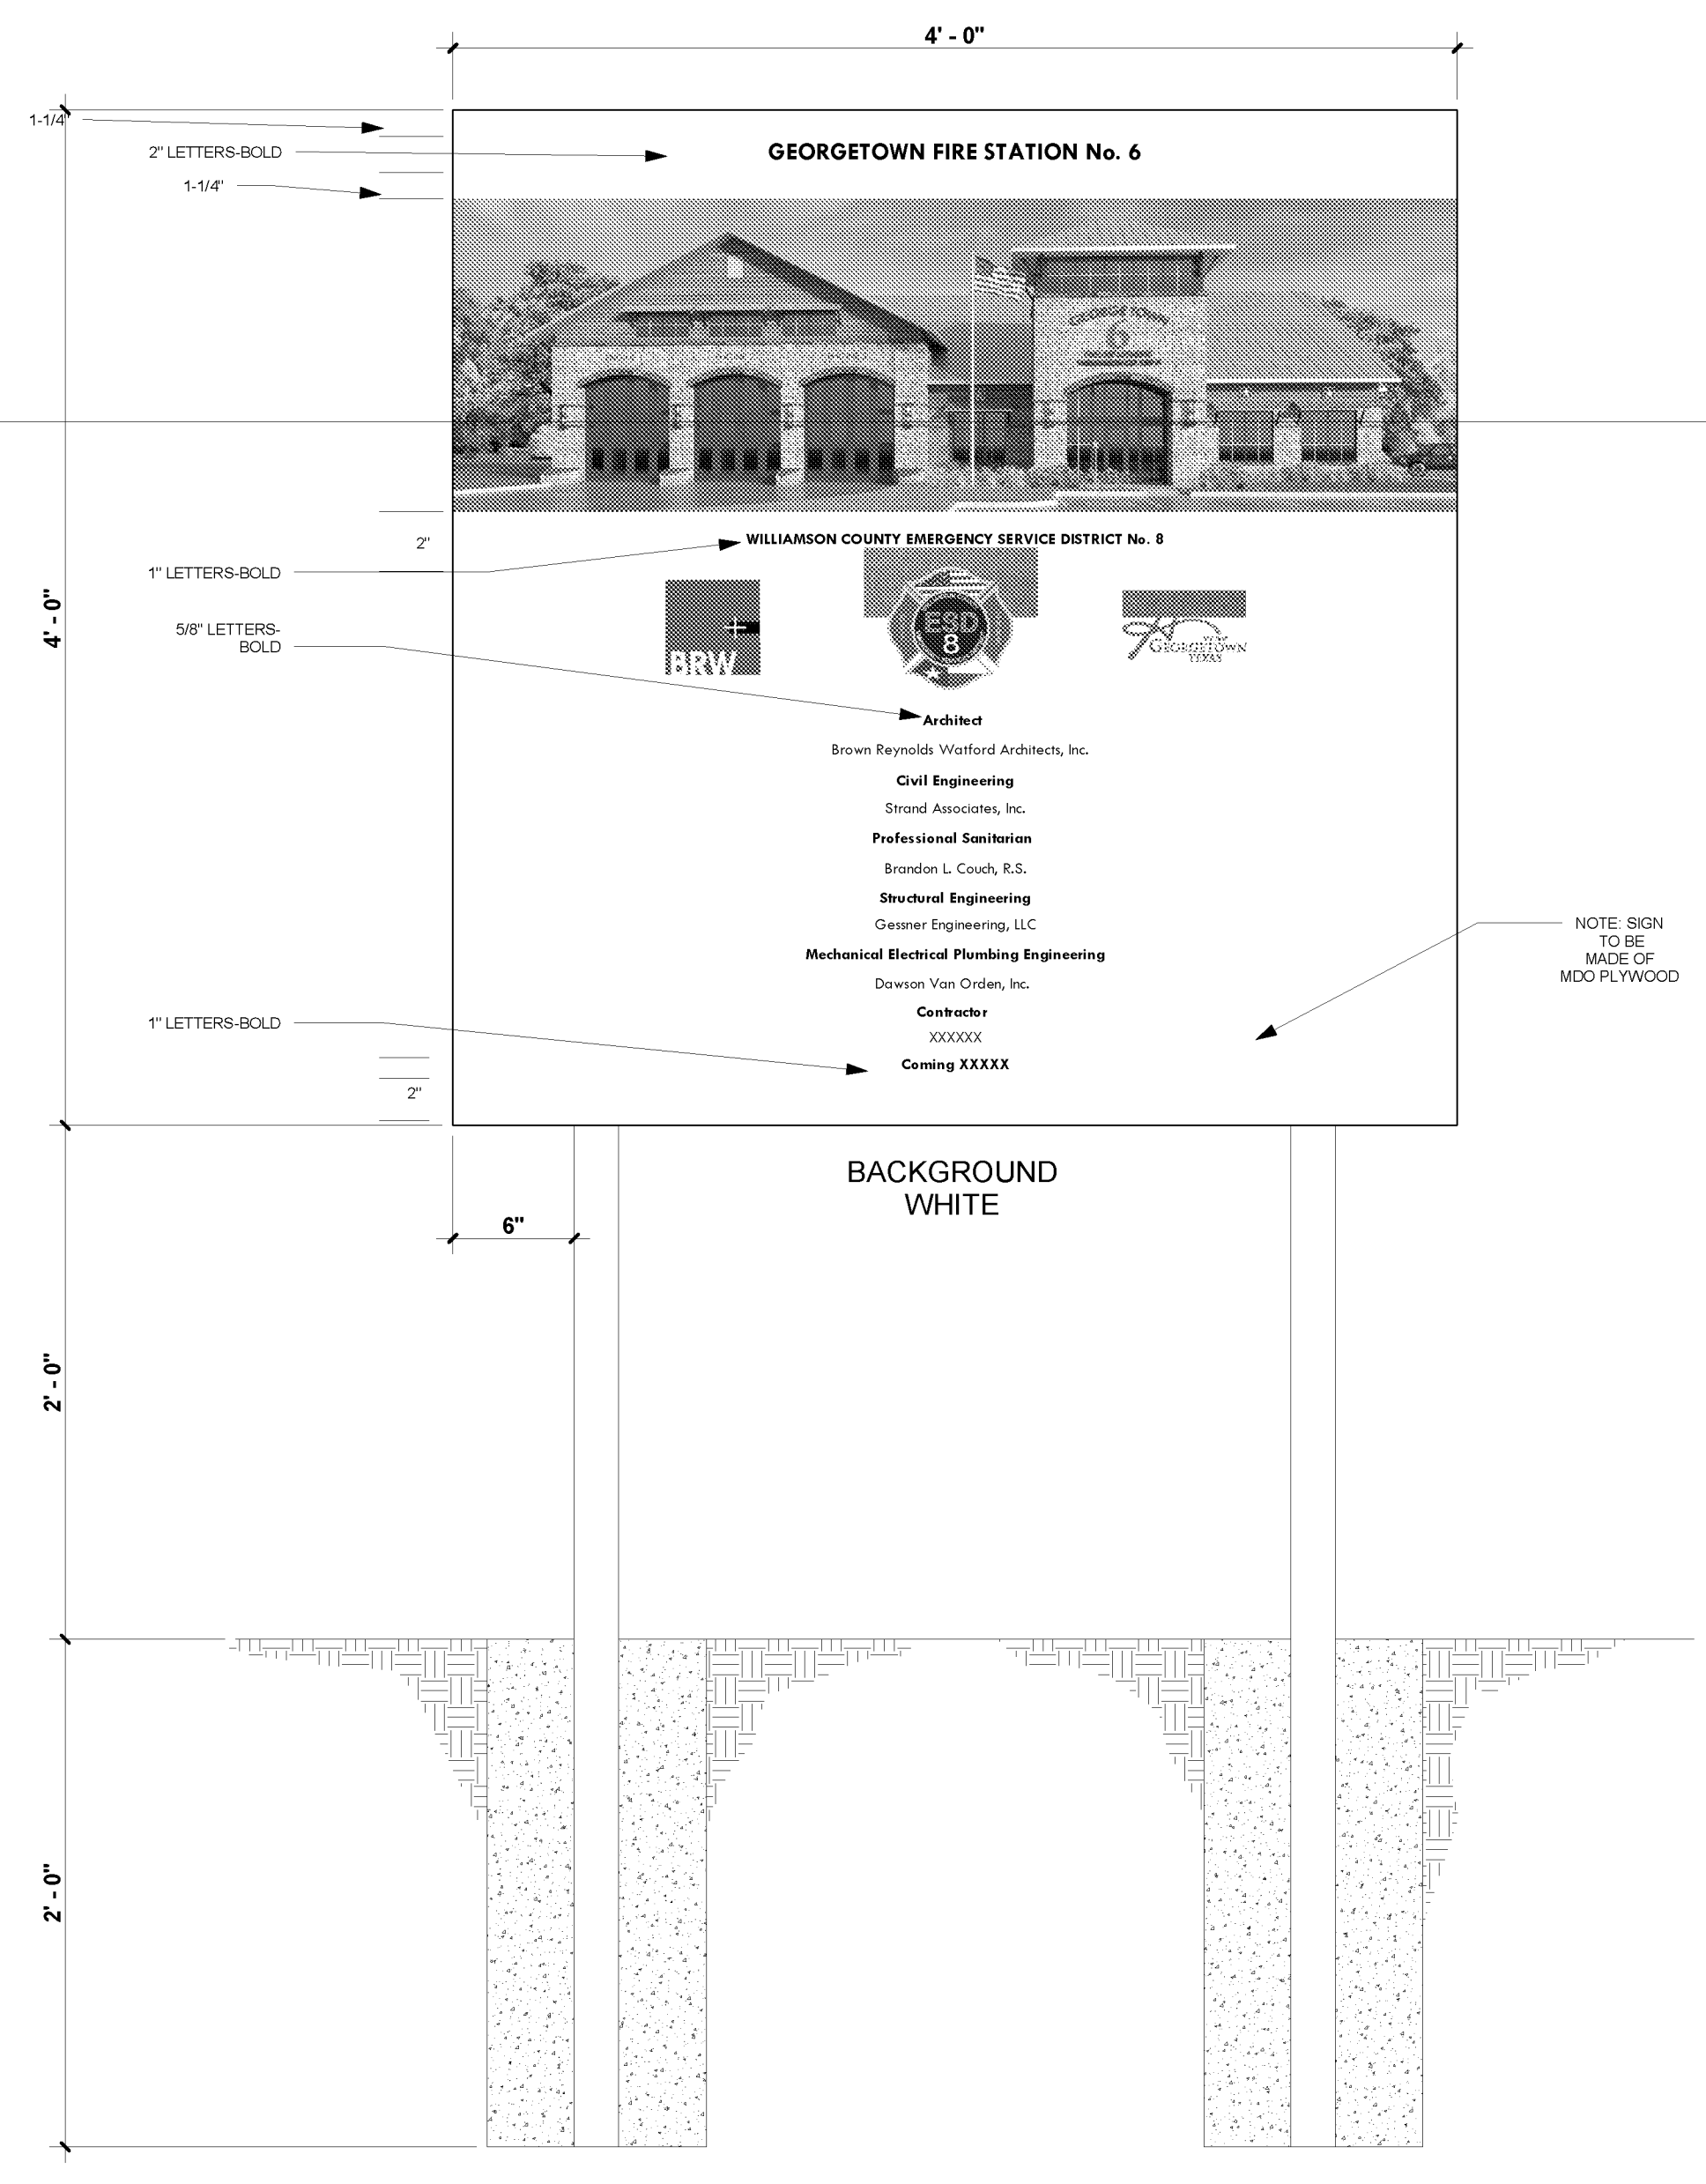 4' - 0"
1-1/4"
2" LETTERS-BOLD
1-1/4"
GEORGETOWN FIRE STATION No. 6
GEORGETOWN
6
2"
1" LETTERS-BOLD
WILLIAMSON COUNTY EMERGENCY SERVICE DISTRICT No. 8
4' - 0"
5/8" LETTERS-
BOLD
BRW
ESD
8
GEORGETOWN
TEXAS
Architect
Brown Reynolds Watford Architects, Inc.
Civil Engineering
Strand Associates, Inc.
Professional Sanitarian
Brandon L. Couch, R.S.
Structural Engineering
Gessner Engineering, LLC
Mechanical Electrical Plumbing Engineering
Dawson Van Orden, Inc.
Contractor
XXXXXX
Coming XXXXX
NOTE: SIGN
TO BE
MADE OF
MDO PLYWOOD
1" LETTERS-BOLD
2"
BACKGROUND
WHITE
6"
2' - 0"
2' - 0"